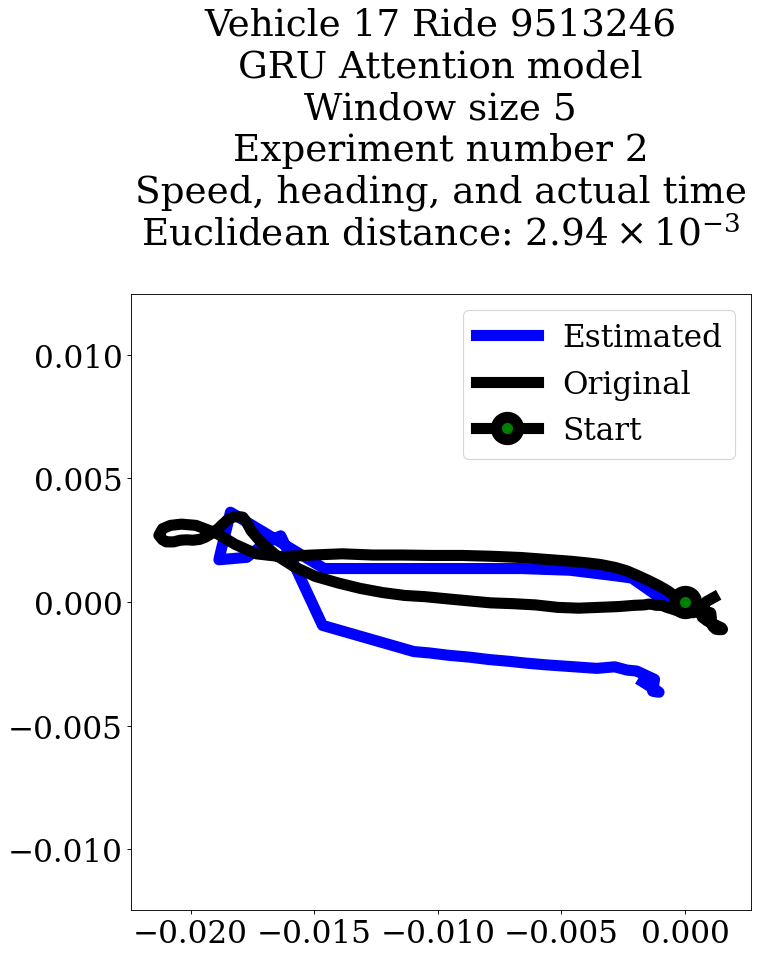 Vehicle 17 Ride 9513246
GRU Attention model
Window size 5
Experiment number 2
Speed, heading, and actual time
Euclidean distance: 2.94 × 10⁻³
Estimated
Original
Start
0.010
0.005
0.000
−0.005
−0.010
−0.020 −0.015 −0.010 −0.005 0.000